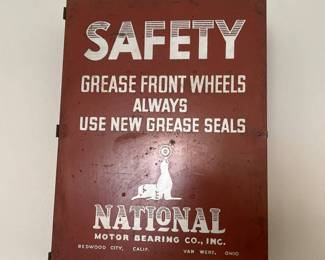 SAFETY
GREASE FRONT WHEELS
ALWAYS
USE NEW GREASE SEALS
NATIONAL
MOTOR BEARING CO., INC.
REDWOOD CITY, CALIF. VAN WERT, OHIO